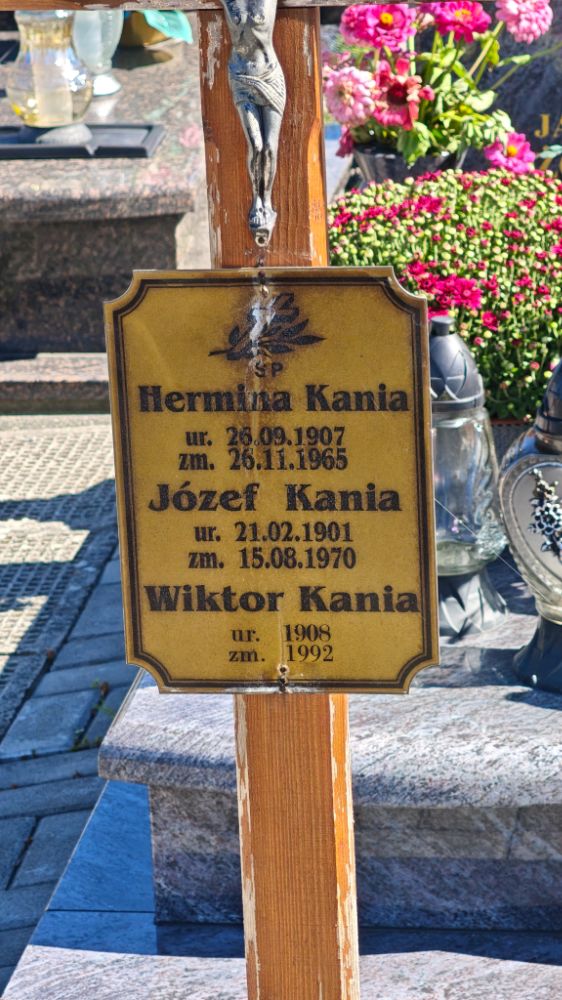 ŚP
Hermina Kania
ur. 26.09.1907
zm. 26.11.1965
Józef Kania
ur. 21.02.1901
zm. 15.08.1970
Wiktor Kania
ur. 1908
zm. 1992
JA